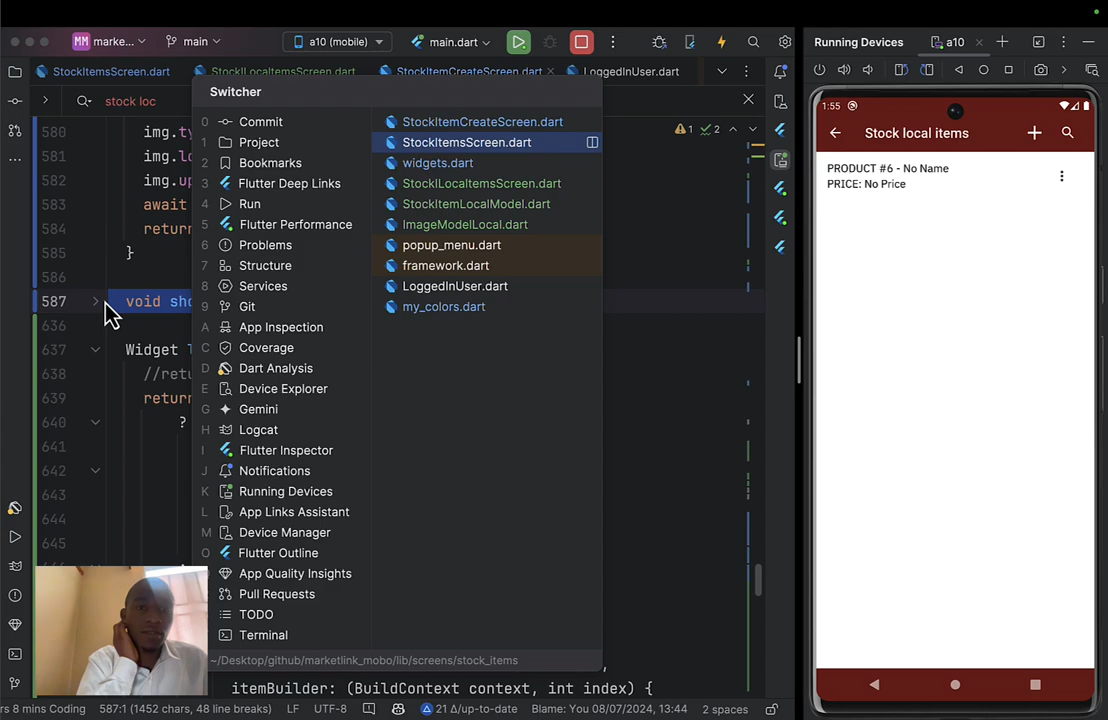 MM marke... main a10 (mobile) main.dart
Running Devices a10
StockItemsScreen.dart StockILocaltemsScreen.dart StockItemCreateScreen.dart LoggedInUser.dart
stock loc
Switcher
580 img.ty
581 img.lo
582 img.up
583 await
584 return
585 }
586
587 void sho
636
637 Widget l
638 //retu
639 return
640 ?
641
642
643
644
645
2 1
0 Commit
1 Project
2 Bookmarks
3 Flutter Deep Links
4 Run
5 Flutter Performance
6 Problems
7 Structure
8 Services
9 Git
A App Inspection
C Coverage
D Dart Analysis
E Device Explorer
G Gemini
H Logcat
I Flutter Inspector
J Notifications
K Running Devices
L App Links Assistant
M Device Manager
O Flutter Outline
App Quality Insights
Pull Requests
TODO
Terminal
StockItemCreateScreen.dart
StockItemsScreen.dart
widgets.dart
StockILocaltemsScreen.dart
StockItemLocalModel.dart
ImageModelLocal.dart
popup_menu.dart
framework.dart
LoggedInUser.dart
my_colors.dart
~/Desktop/github/marketlink_mobo/lib/screens/stock_items
itemBuilder: (BuildContext context, int index) {
rs 8 mins Coding 587:1 (1452 chars, 48 line breaks) LF UTF-8 21 Δ/up-to-date Blame: You 08/07/2024, 13:44 2 spaces
1:55
Stock local items
PRODUCT #6 - No Name
PRICE: No Price